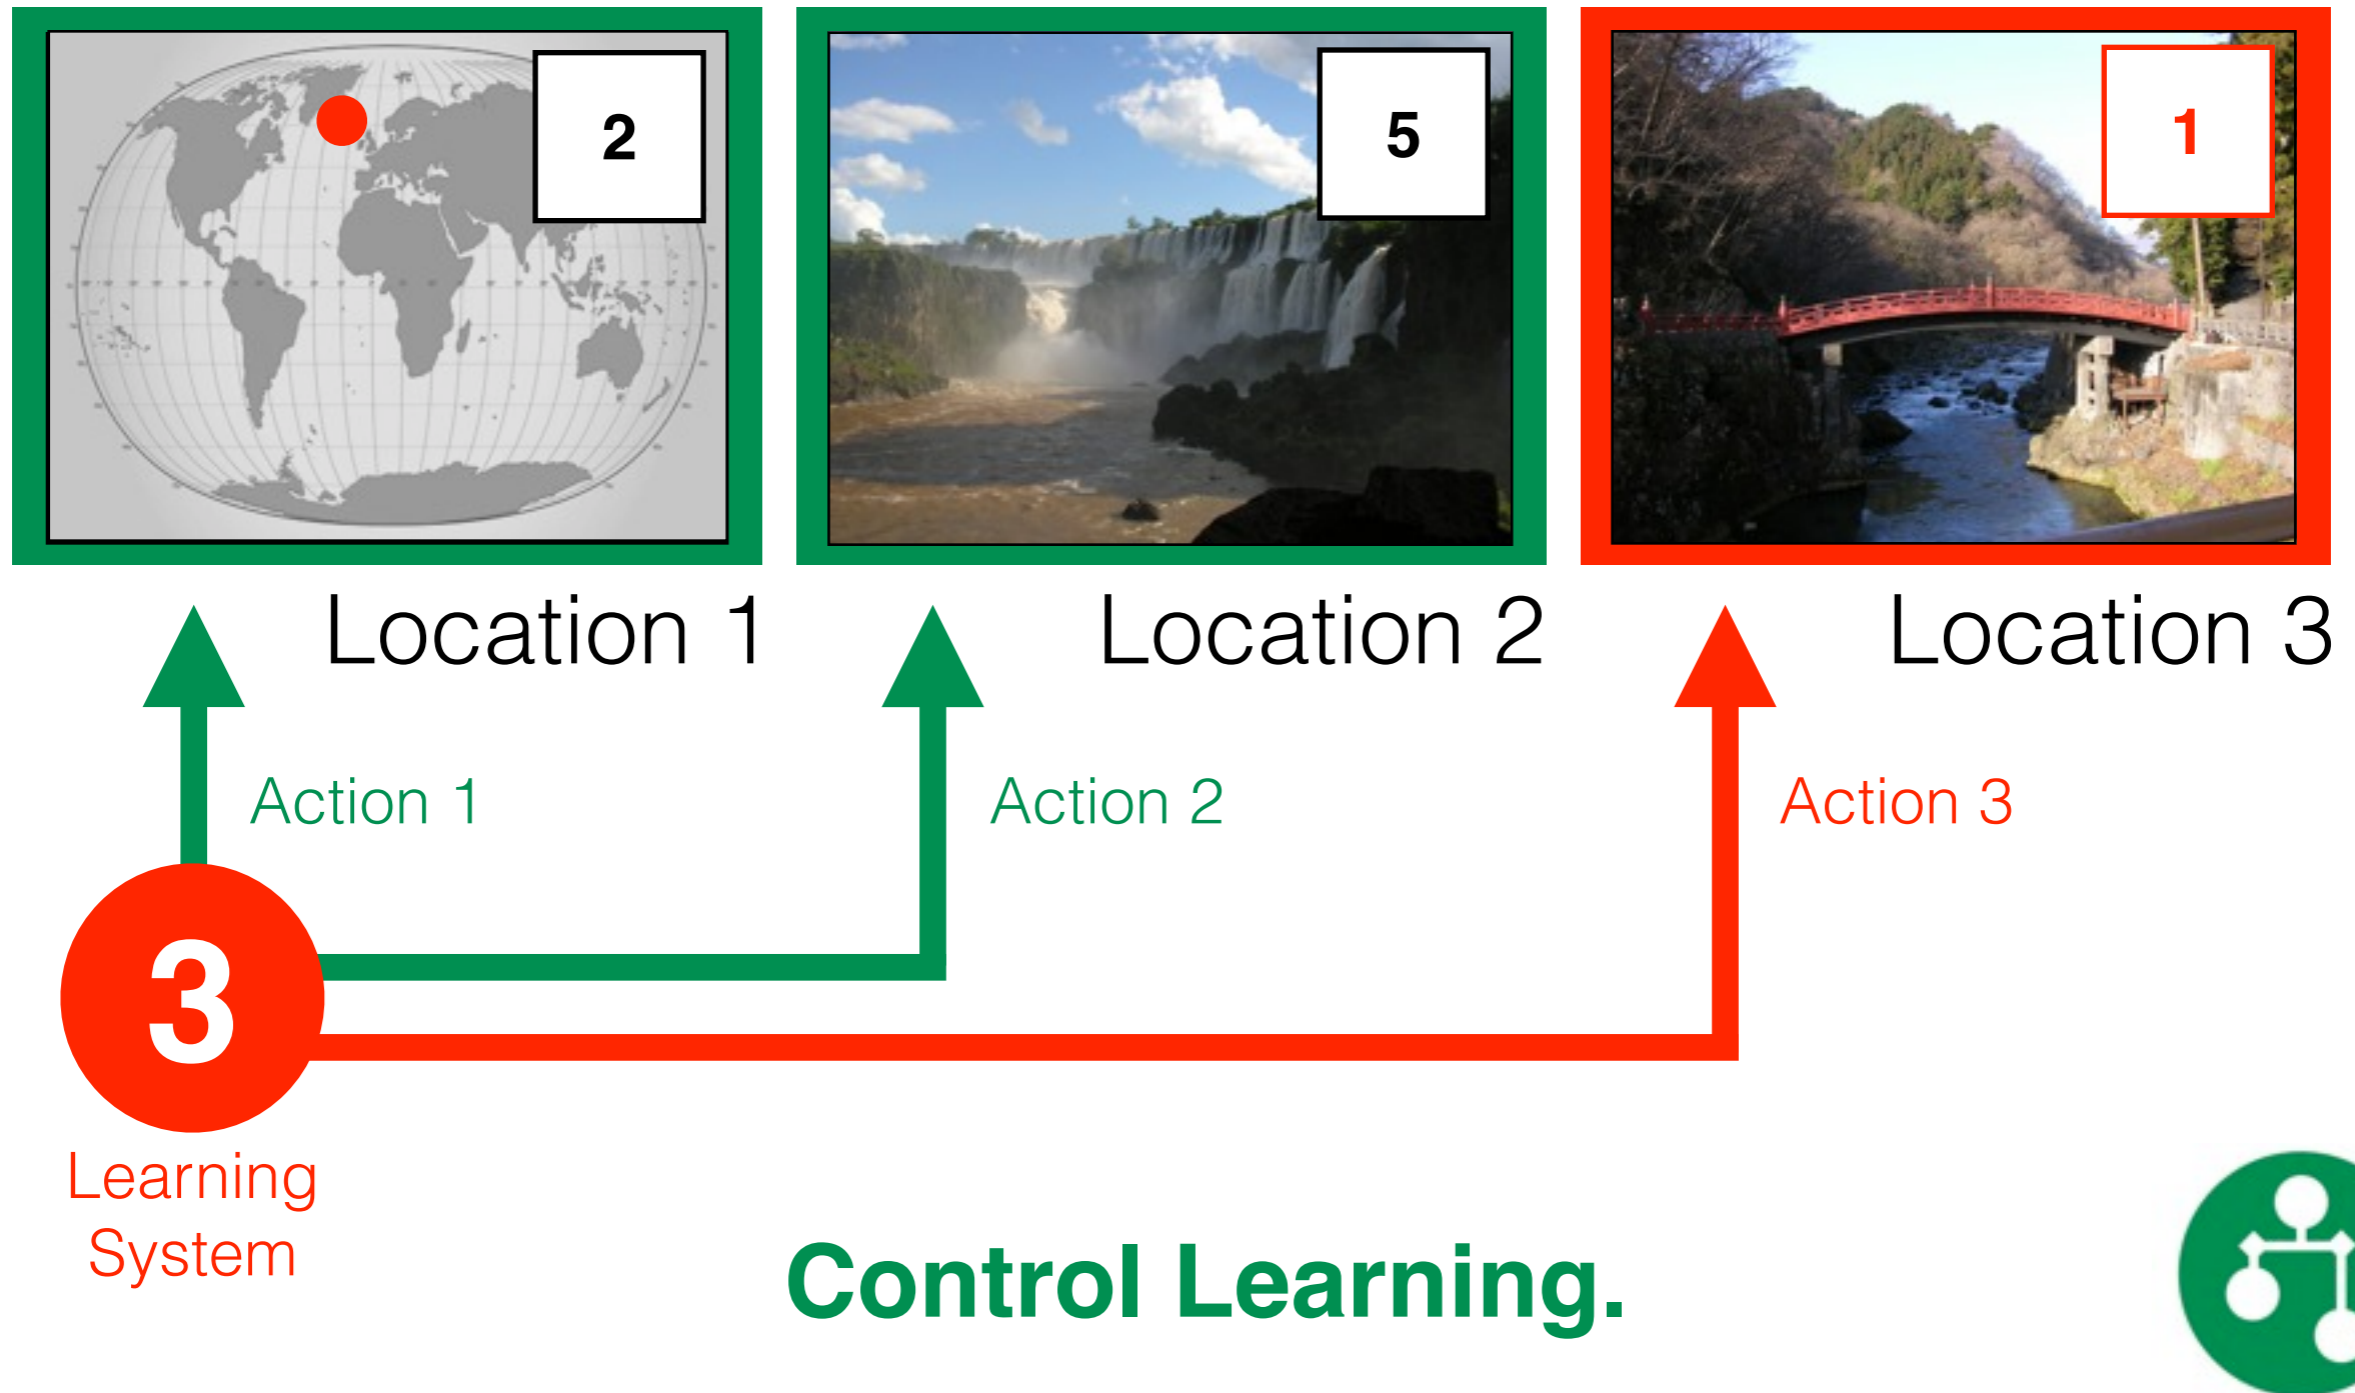 2
5
1
Location 1
Location 2
Location 3
Action 1
Action 2
Action 3
3
Learning
System
Control Learning.